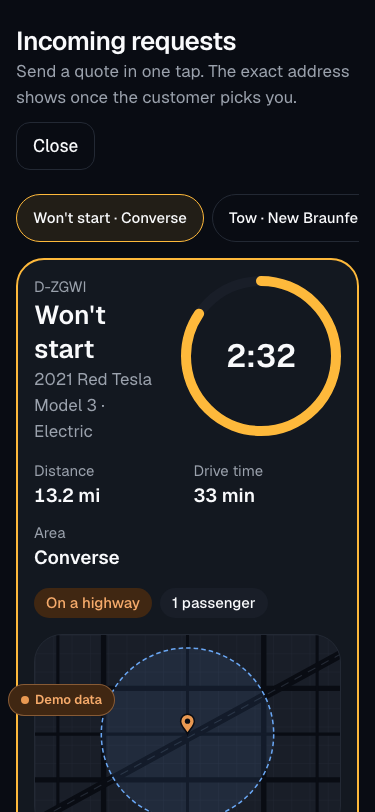 Incoming requests
Send a quote in one tap. The exact address
shows once the customer picks you.
Close
Won't start · Converse
Tow · New Braunfe
D-ZGWI
Won't
start
2021 Red Tesla
Model 3 ·
Electric
2:32
Distance
13.2 mi
Drive time
33 min
Area
Converse
On a highway
1 passenger
Demo data